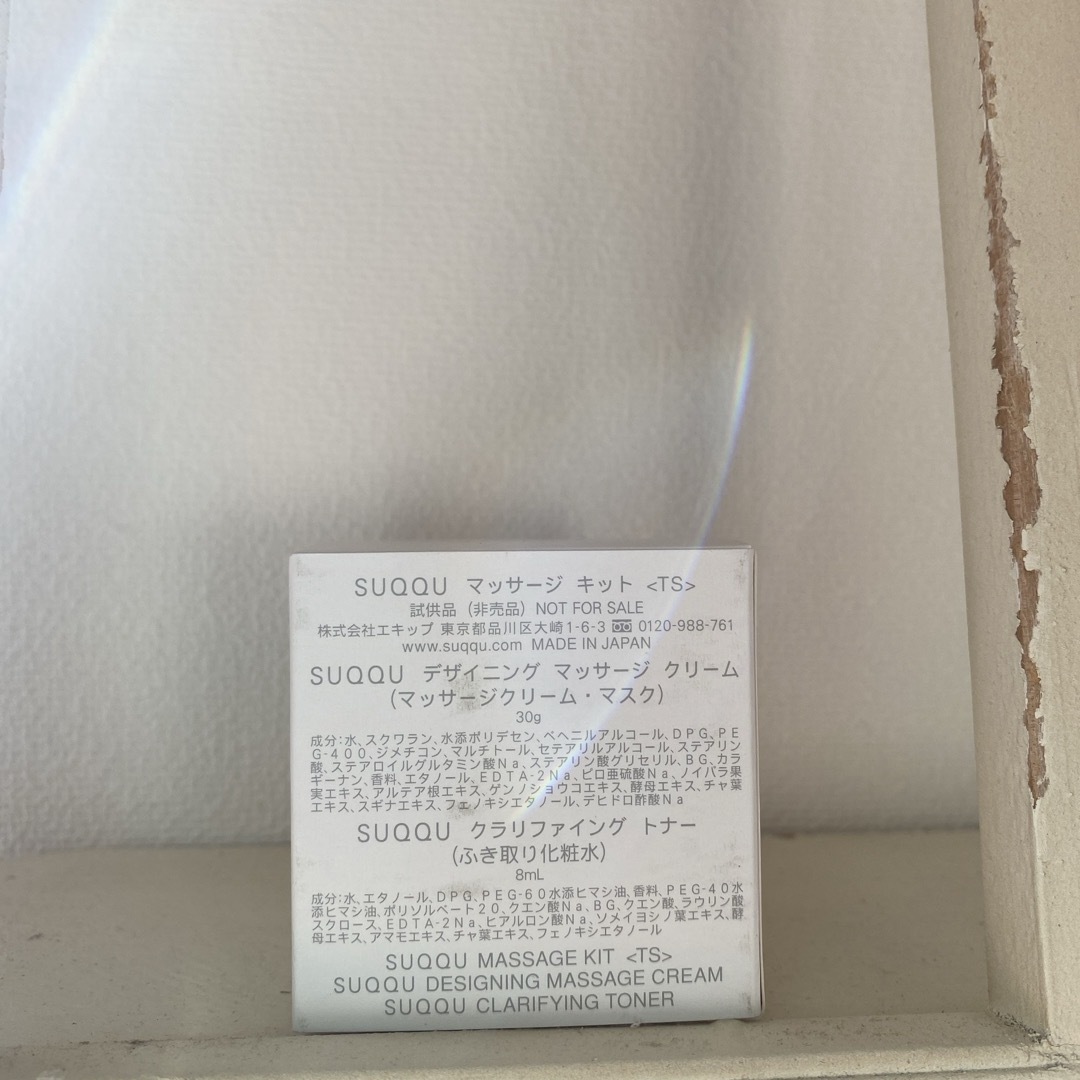 SUQQU マッサージ キット <TS>
試供品（非売品）NOT FOR SALE
株式会社エキップ 東京都品川区大崎1-6-3 0120-988-761
www.suqqu.com MADE IN JAPAN
SUQQU デザイニング マッサージ クリーム
（マッサージクリーム・マスク）
30g
成分：水、スクワラン、水添ポリデセン、ベヘニルアルコール、DPG、PE
G-400、ジメチコン、マルチトール、セテアリルアルコール、ステアリン
酸、ステアロイルグルタミン酸Na、ステアリン酸グリセリル、BG、カラ
ギーナン、香料、エタノール、EDTA-2Na、ピロ亜硫酸Na、ノイバラ果
実エキス、アルテア根エキス、ゲンノショウコエキス、酵母エキス、チャ葉
エキス、スギナエキス、フェノキシエタノール、デヒドロ酢酸Na
SUQQU クラリファイング トナー
（ふき取り化粧水）
8mL
成分：水、エタノール、DPG、PEG-60水添ヒマシ油、香料、PEG-40水
添ヒマシ油、ポリソルベート20、クエン酸Na、BG、クエン酸、ラウリン酸
スクロース、EDTA-2Na、ヒアルロン酸Na、ソメイヨシノ葉エキス、酵
母エキス、アマモエキス、チャ葉エキス、フェノキシエタノール
SUQQU MASSAGE KIT <TS>
SUQQU DESIGNING MASSAGE CREAM
SUQQU CLARIFYING TONER